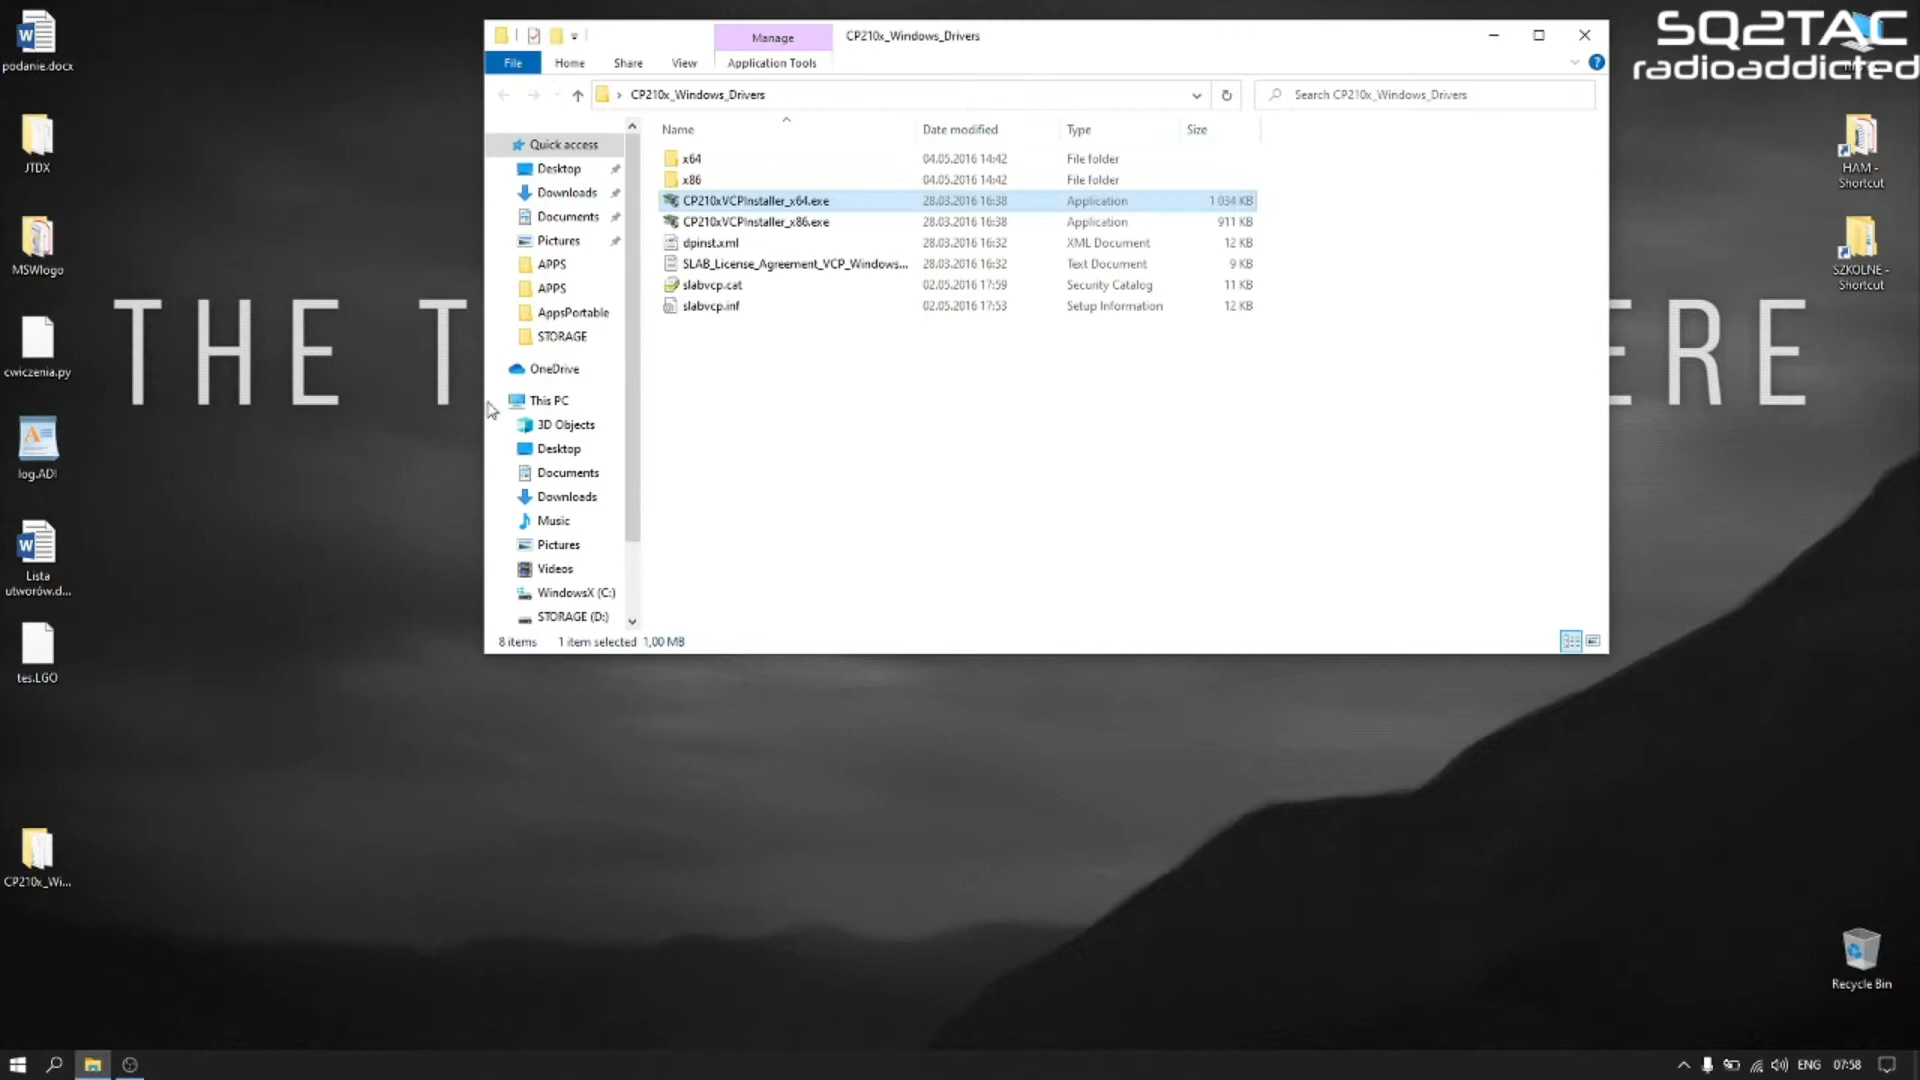 podanie.docx
JTDX
MSWlogo
cwiczenia.py
log.ADI
Lista
utworów.d...
tes.LGO
CP210x_Wi...
THE T
ERE
SQ2TAC
radioaddicted
HAM -
Shortcut
SZKOLNE -
Shortcut
Recycle Bin
Manage
CP210x_Windows_Drivers
File Home Share View Application Tools
CP210x_Windows_Drivers
Search CP210x_Windows_Drivers
Quick access
Desktop
Downloads
Documents
Pictures
APPS
APPS
AppsPortable
STORAGE
OneDrive
This PC
3D Objects
Desktop
Documents
Downloads
Music
Pictures
Videos
WindowsX (C:)
STORAGE (D:)
Name Date modified Type Size
x64 04.05.2016 14:42 File folder
x86 04.05.2016 14:42 File folder
CP210xVCPInstaller_x64.exe 28.03.2016 16:38 Application 1 034 KB
CP210xVCPInstaller_x86.exe 28.03.2016 16:38 Application 911 KB
dpinst.xml 28.03.2016 16:32 XML Document 12 KB
SLAB_License_Agreement_VCP_Windows... 28.03.2016 16:32 Text Document 9 KB
slabvcp.cat 02.05.2016 17:59 Security Catalog 11 KB
slabvcp.inf 02.05.2016 17:53 Setup Information 12 KB
8 items 1 item selected 1,00 MB
ENG 07:58